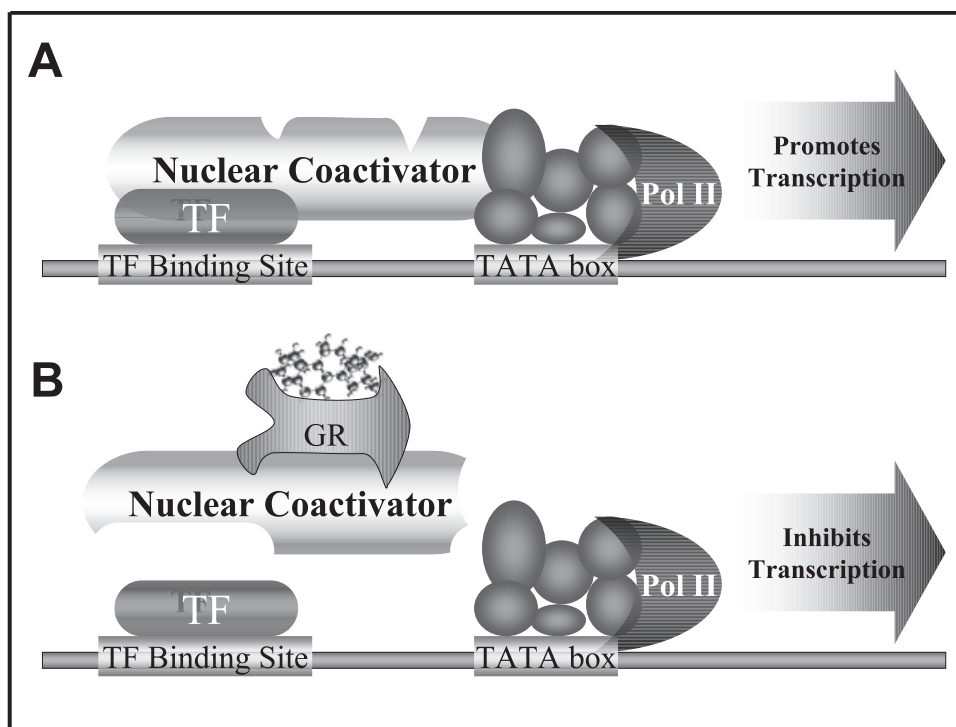 A
Nuclear Coactivator
TF
TF Binding Site
TATA box
Pol II
Promotes
Transcription
B
GR
Nuclear Coactivator
TF
TF Binding Site
TATA box
Pol II
Inhibits
Transcription